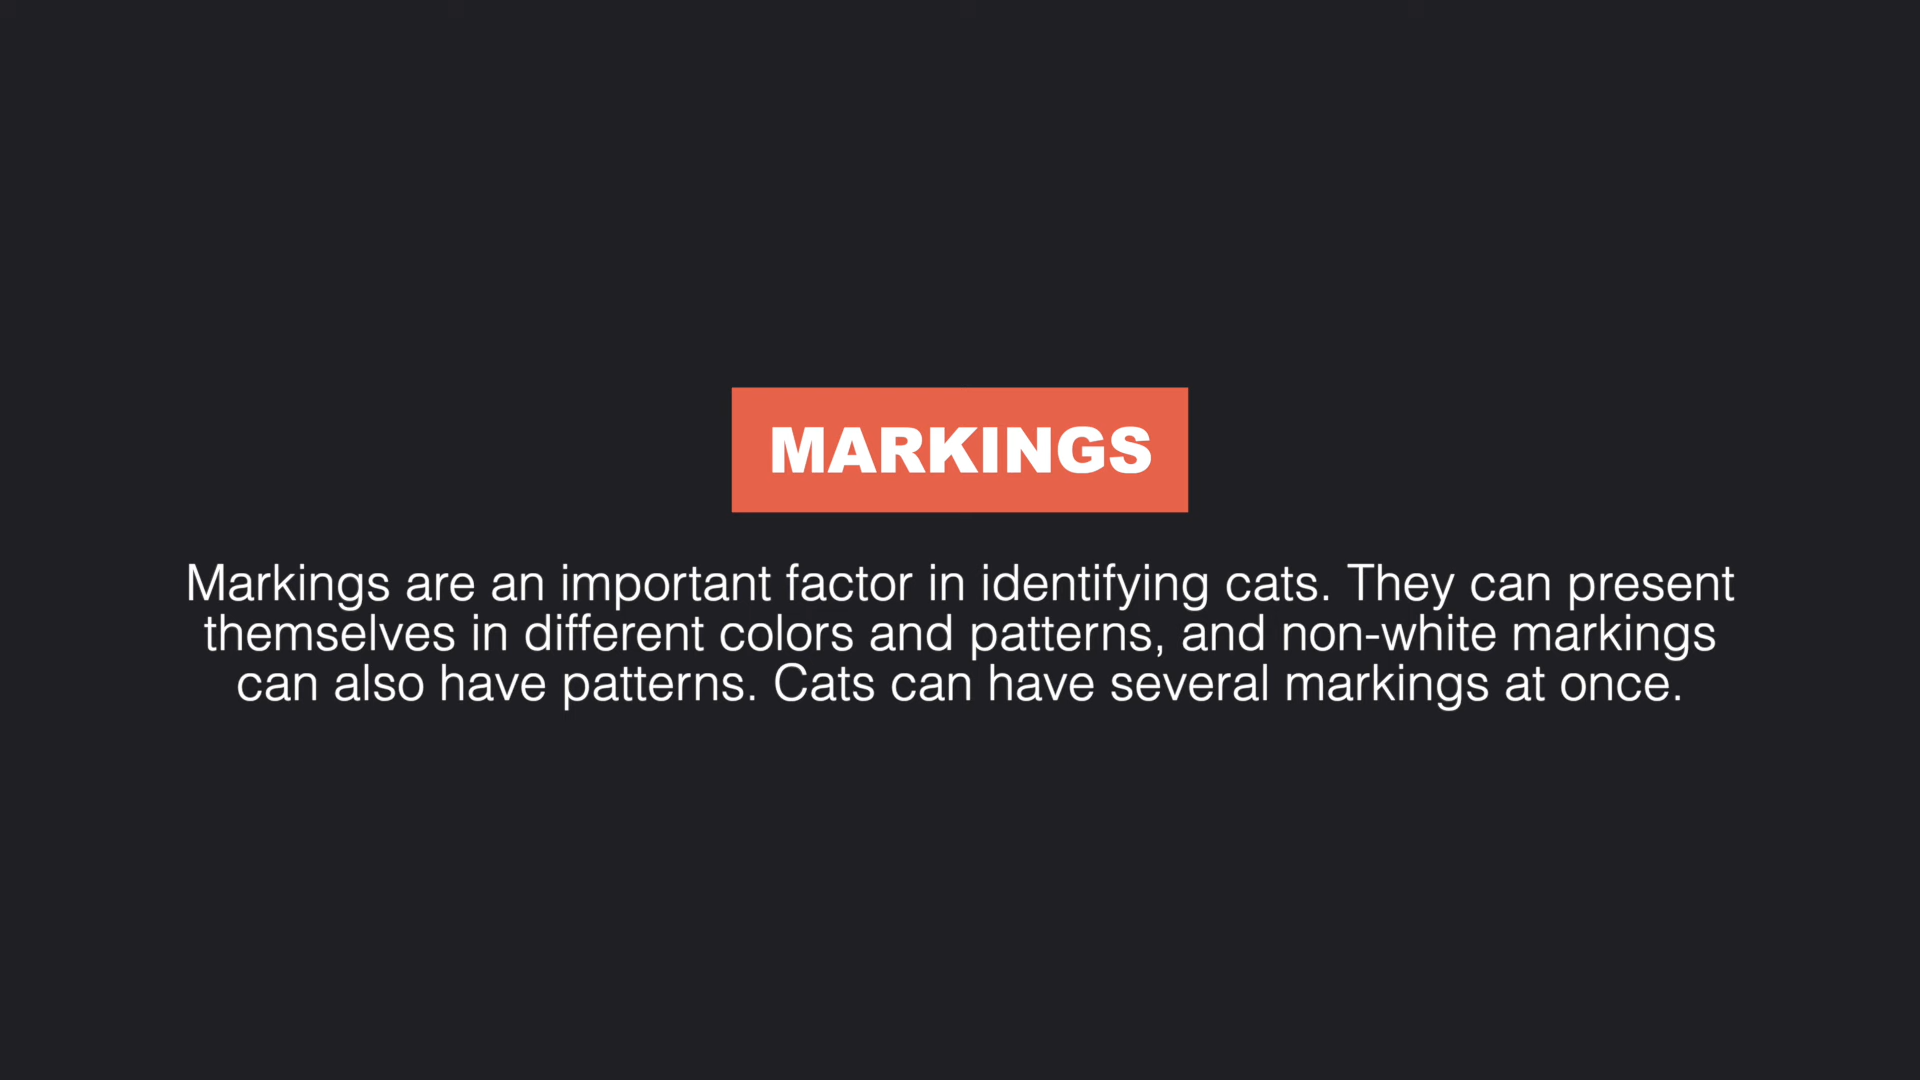 MARKINGS
Markings are an important factor in identifying cats. They can present
themselves in different colors and patterns, and non-white markings
can also have patterns. Cats can have several markings at once.